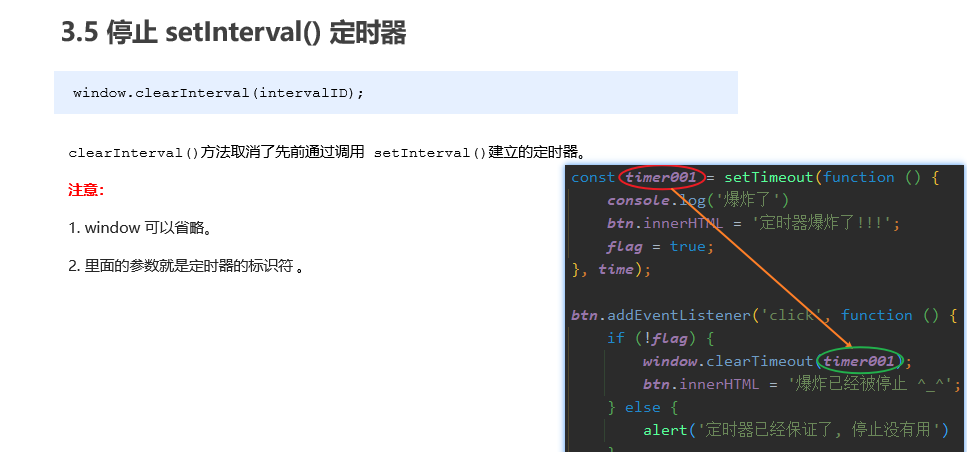 3.5 停止 setInterval() 定时器
window.clearInterval(intervalID);
clearInterval()方法取消了先前通过调用 setInterval()建立的定时器。
注意：
1. window 可以省略。
2. 里面的参数就是定时器的标识符 。
const timer001 = setTimeout(function () {
console.log('爆炸了')
btn.innerHTML = '定时器爆炸了!!!';
flag = true;
}, time);
btn.addEventListener('click', function () {
if (!flag) {
window.clearTimeout(timer001);
btn.innerHTML = '爆炸已经被停止 ^_^';
} else {
alert('定时器已经保证了, 停止没有用')
}